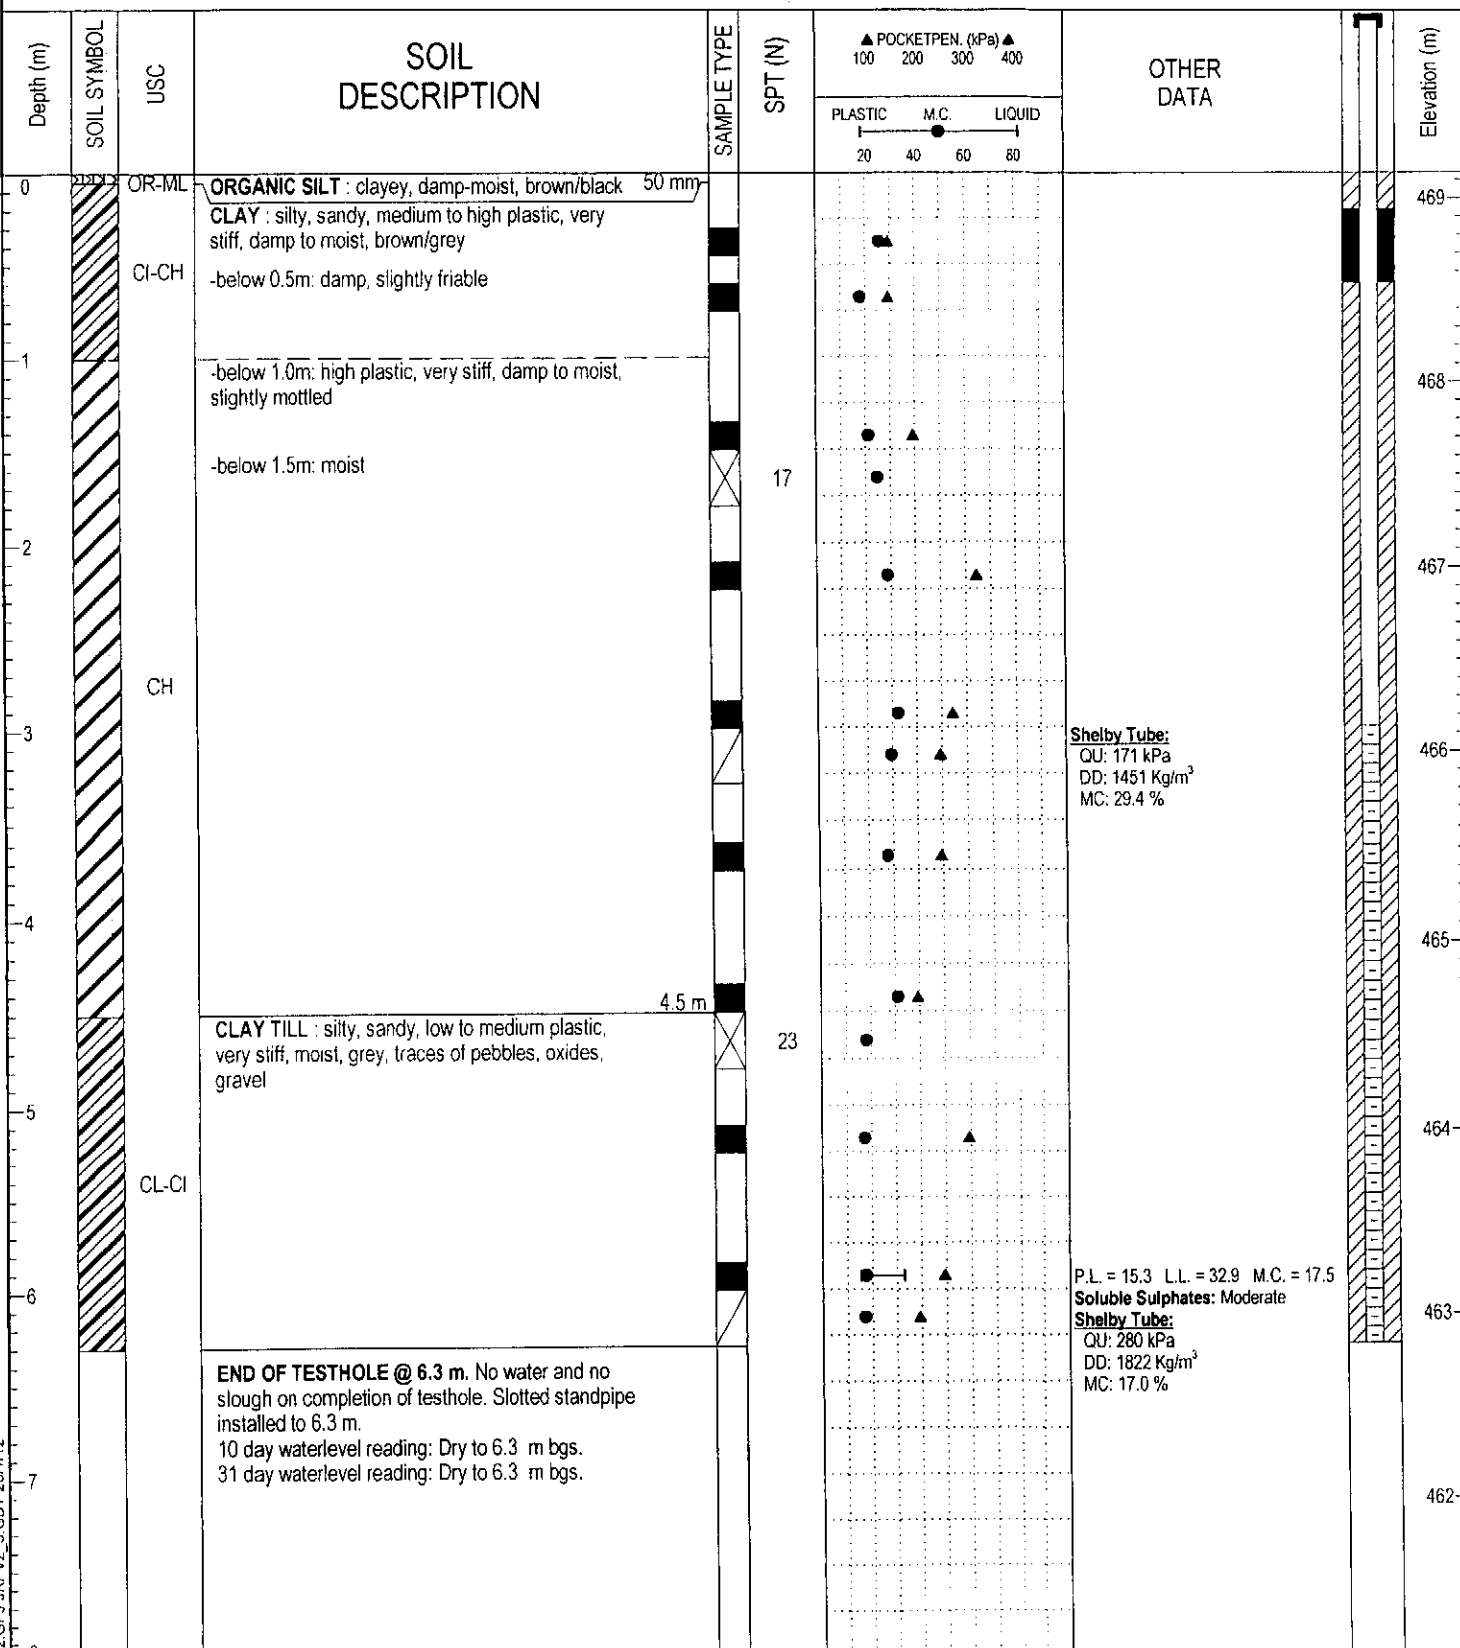 Depth (m)
SOIL SYMBOL
USC
SOIL
DESCRIPTION
SAMPLE TYPE
SPT (N)
▲ POCKETPEN. (kPa) ▲
100 200 300 400
PLASTIC M.C. LIQUID
20 40 60 80
OTHER
DATA
Elevation (m)
0
OR-ML
ORGANIC SILT : clayey, damp-moist, brown/black 50 mm
469
CLAY : silty, sandy, medium to high plastic, very
stiff, damp to moist, brown/grey
CI-CH
-below 0.5m: damp, slightly friable
1
-below 1.0m: high plastic, very stiff, damp to moist,
slightly mottled
468
-below 1.5m: moist
17
2
467
CH
3
466
Shelby Tube:
QU: 171 kPa
DD: 1451 Kg/m³
MC: 29.4 %
4
465
4.5 m
CLAY TILL : silty, sandy, low to medium plastic,
very stiff, moist, grey, traces of pebbles, oxides,
gravel
23
5
464
CL-CI
P.L. = 15.3 L.L. = 32.9 M.C. = 17.5
Soluble Sulphates: Moderate
6
463
Shelby Tube:
QU: 280 kPa
DD: 1822 Kg/m³
MC: 17.0 %
END OF TESTHOLE @ 6.3 m. No water and no
slough on completion of testhole. Slotted standpipe
installed to 6.3 m.
10 day waterlevel reading: Dry to 6.3 m bgs.
31 day waterlevel reading: Dry to 6.3 m bgs.
7
462